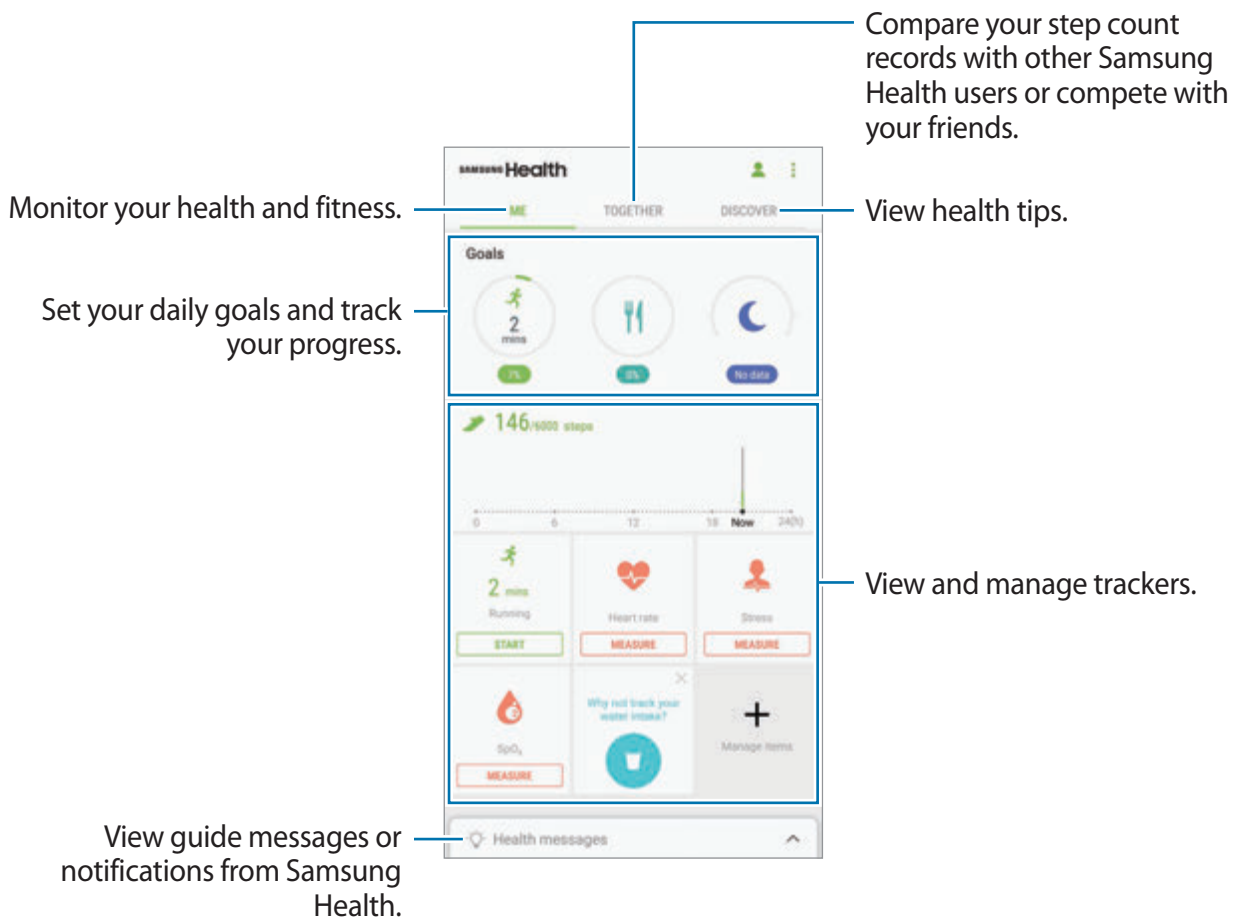 Compare your step count
records with other Samsung
Health users or compete with
your friends.
SAMSUNG Health
Monitor your health and fitness.
ME
TOGETHER
DISCOVER
View health tips.
Goals
Set your daily goals and track
your progress.
2
mins
1%
0%
No data
146/6000 steps
0 6 12 18 Now 24(h)
2 mins
Running
START
Heart rate
MEASURE
Stress
MEASURE
View and manage trackers.
SpO₂
MEASURE
Why not track your
water intake?
Manage items
View guide messages or
notifications from Samsung
Health.
Health messages